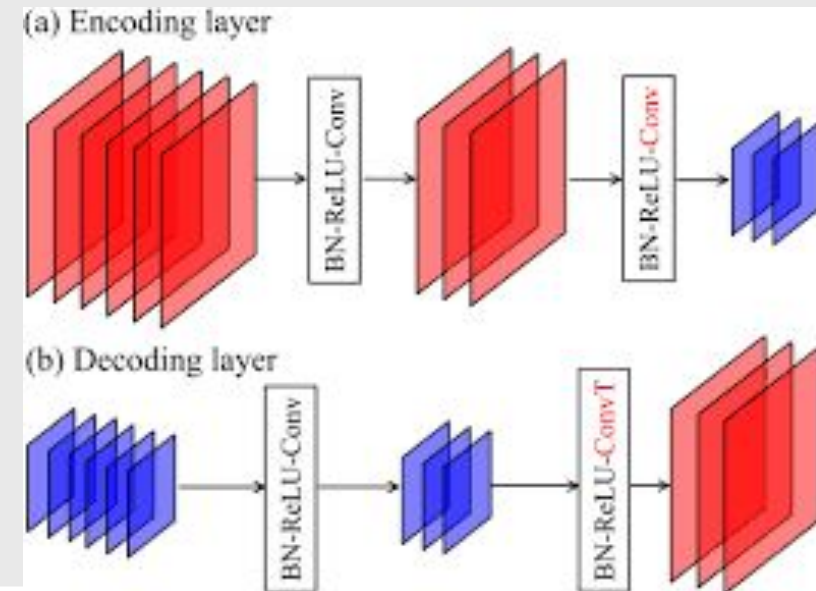 (a) Encoding layer
BN-ReLU-Conv
BN-ReLU-Conv
(b) Decoding layer
BN-ReLU-Conv
BN-ReLU-ConvT